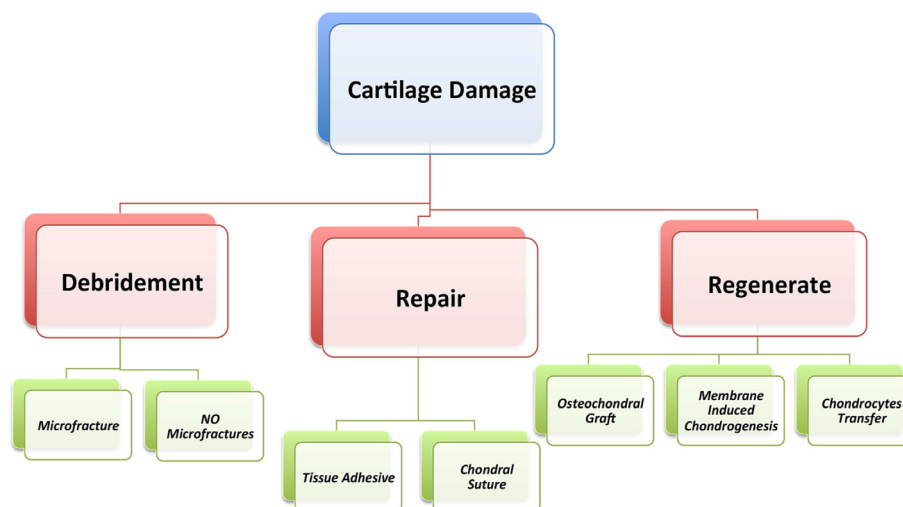 Cartilage Damage
Debridement
Repair
Regenerate
Microfracture
NO
Microfractures
Tissue Adhesive
Chondral
Suture
Osteochondral
Graft
Membrane
Induced
Chondrogenesis
Chondrocytes
Transfer